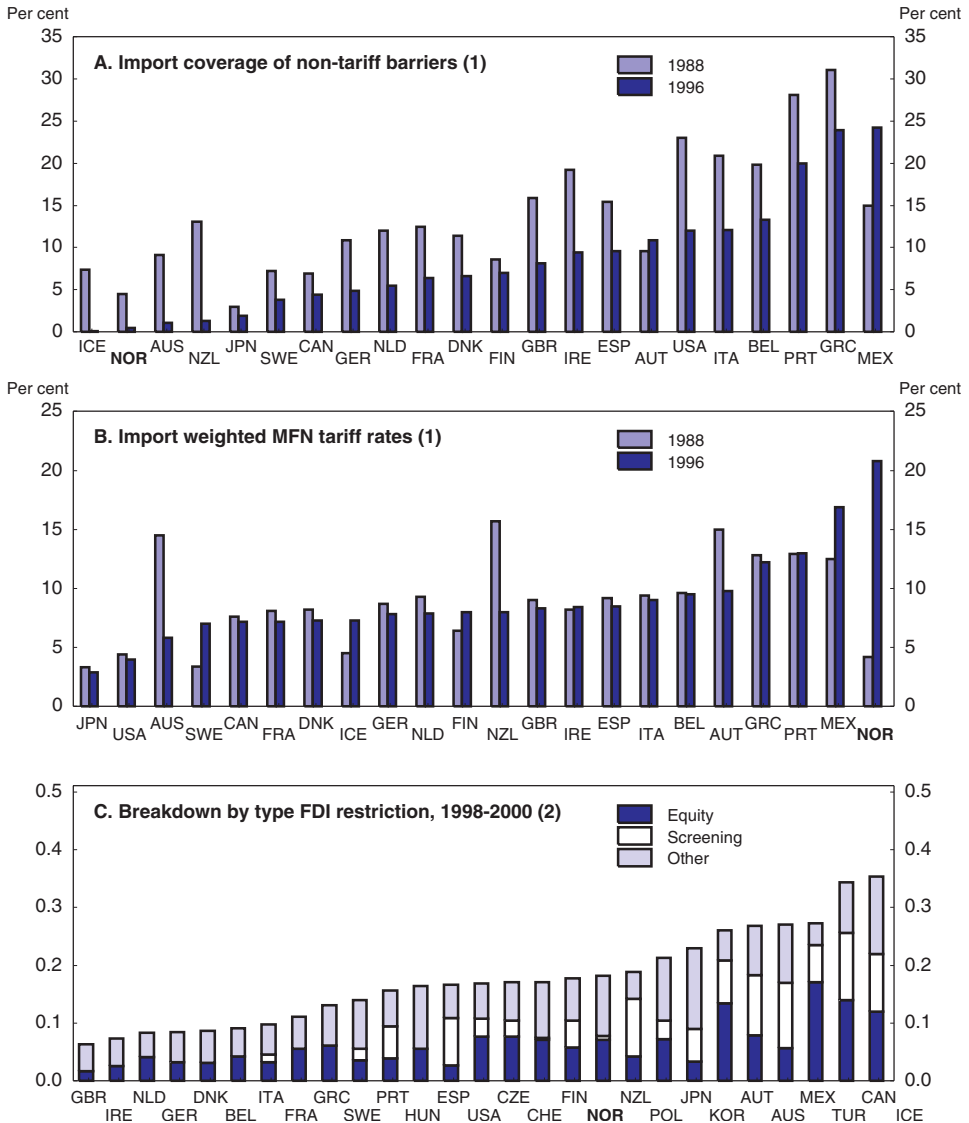 Per cent Per cent
A. Import coverage of non-tariff barriers (1)
1988
1996
35 35
30 30
25 25
20 20
15 15
10 10
5 5
0 0
ICE AUS JPN CAN NLD DNK GBR ESP USA BEL GRC
NOR NZL SWE GER FRA FIN IRE AUT ITA PRT MEX
Per cent Per cent
B. Import weighted MFN tariff rates (1)
1988
1996
25 25
20 20
15 15
10 10
5 5
0 0
JPN AUS CAN DNK GER FIN GBR ESP BEL GRC MEX
USA SWE FRA ICE NLD NZL IRE ITA AUT PRT NOR
C. Breakdown by type FDI restriction, 1998-2000 (2)
Equity
Screening
Other
0.5 0.5
0.4 0.4
0.3 0.3
0.2 0.2
0.1 0.1
0.0 0.0
GBR NLD DNK ITA GRC PRT ESP CZE FIN NZL JPN AUT MEX CAN
IRE GER BEL FRA SWE HUN USA CHE NOR POL KOR AUS TUR ICE